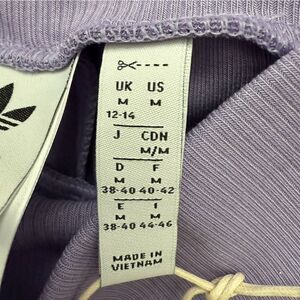 UK US
M M
12-14
J CDN
M/M
D F
M M
38-40 40-42
E I
M M
38-40 44-46
MADE IN
VIETNAM